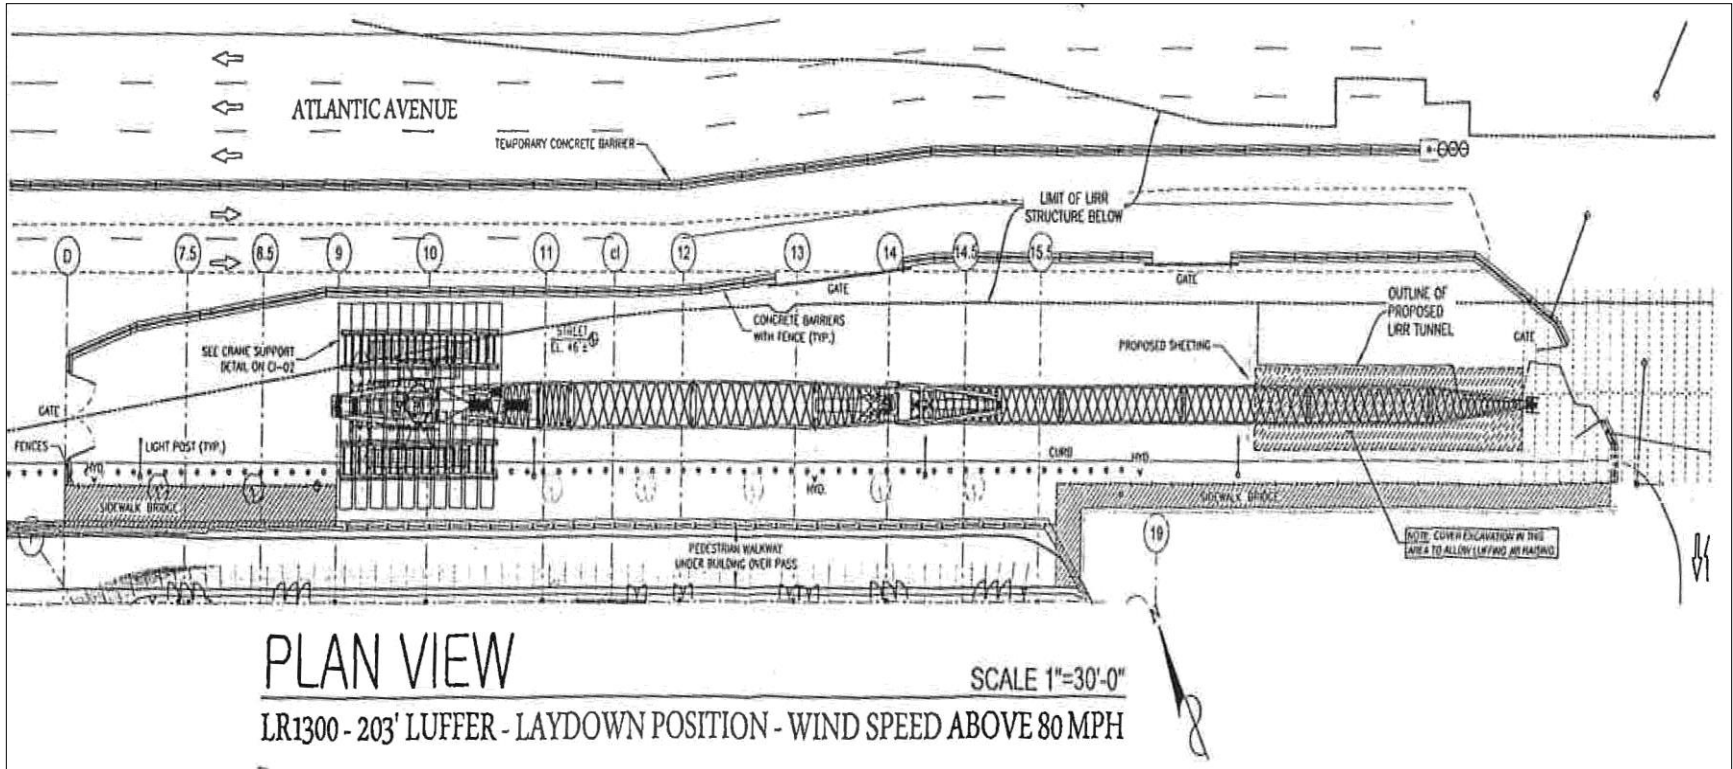 ATLANTIC AVENUE
TEMPORARY CONCRETE BARRIER
LIMIT OF LIRR
STRUCTURE BELOW
D
7.5
8.5
9
10
11
cl
12
13
14
14.5
15.5
GATE
GATE
OUTLINE OF
PROPOSED
LIRR TUNNEL
CONCRETE BARRIERS
WITH FENCE (TYP.)
STREET
EL. 46'±
SEE CRANE SUPPORT
DETAIL ON CI-02
PROPOSED SHEETING
GATE
GATE
FENCES
LIGHT POST (TYP.)
HYD.
CURB
HYD.
HYD.
SIDEWALK BRIDGE
SIDEWALK BRIDGE
19
NOTE: COVER EXCAVATION IN THIS
AREA TO ALLOW LUFFING JIB RAISING
PEDESTRIAN WALKWAY
UNDER BUILDING OVER PASS
PLAN VIEW
SCALE 1"=30'-0"
LR1300 - 203' LUFFER - LAYDOWN POSITION - WIND SPEED ABOVE 80 MPH